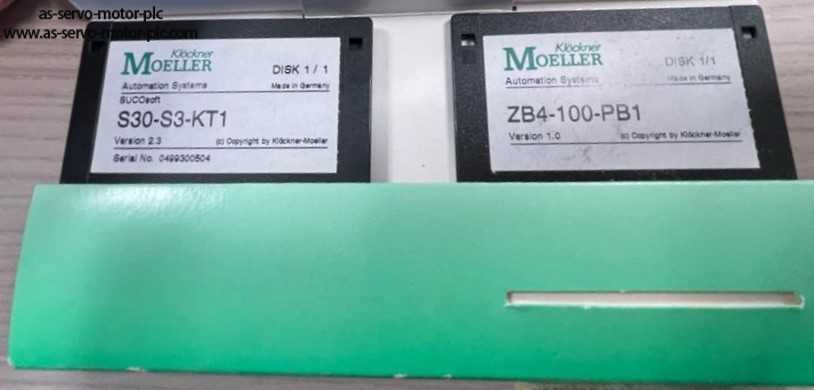 as-servo-motor-plc
www.as-servo-motor-plc.com
Klöckner
MOELLER
DISK 1 / 1
Automation Systems
Made in Germany
SUCOsoft
S30-S3-KT1
Version 2.3
(c) Copyright by Klöckner-Moeller
Serial No. 0499300504
Klöckner
MOELLER
DISK 1/1
Automation Systems
Made in Germany
ZB4-100-PB1
Version 1.0
(c) Copyright by Klöckner-Moeller